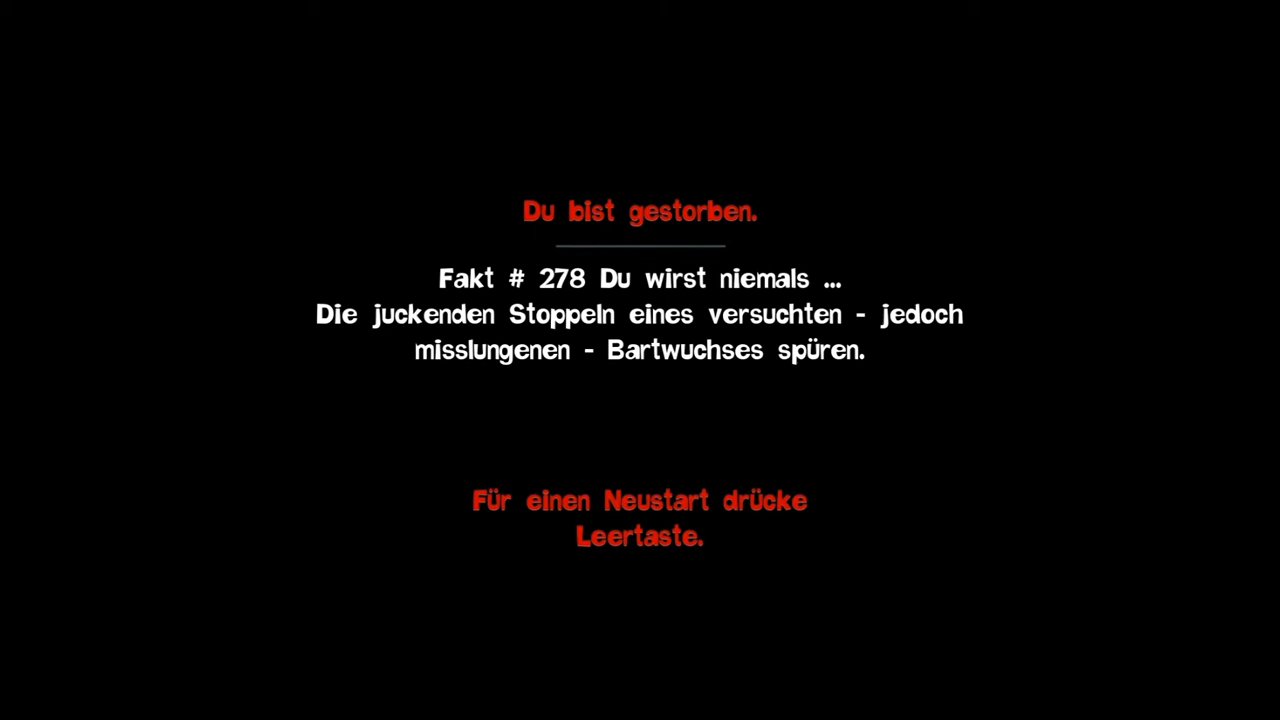 Du bist gestorben.
Fakt # 278 Du wirst niemals ...
Die juckenden Stoppeln eines versuchten - jedoch
misslungenen - Bartwuchses spüren.
Für einen Neustart drücke
Leertaste.